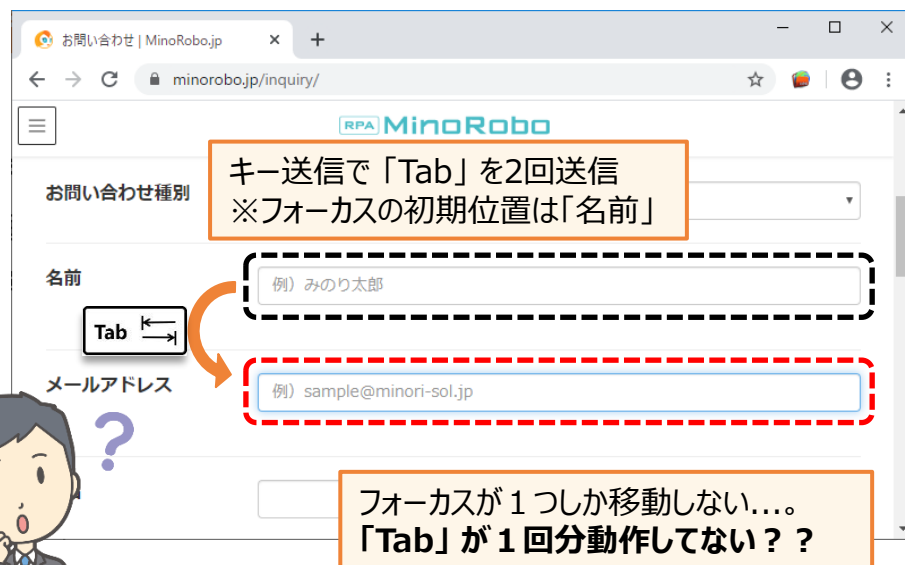 お問い合わせ | MinoRobo.jp
minorobo.jp/inquiry/
RPA MinoRobo
キー送信で「Tab」を2回送信
※フォーカスの初期位置は「名前」
お問い合わせ種別
名前
例）みのり太郎
Tab
メールアドレス
例）sample@minori-sol.jp
?
フォーカスが１つしか移動しない…。
「Tab」が１回分動作してない？？